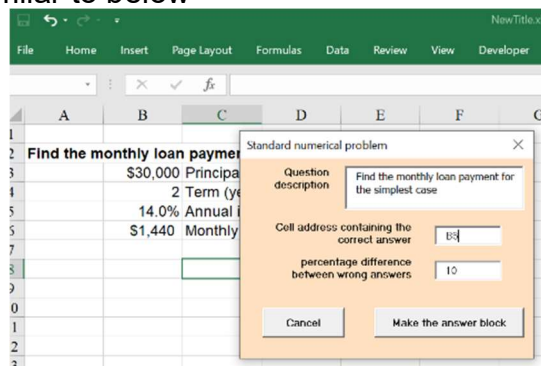 milar to below
NewTitle.x
File Home Insert Page Layout Formulas Data Review View Developer
fx
A B C D E F
1
2 Find the monthly loan paymen
3 $30,000 Principa
4 2 Term (ye
5 14.0% Annual i
6 $1,440 Monthly
7
8
9
0
1
2
3
Standard numerical problem
Question
description
Find the monthly loan payment for
the simplest case
Cell address containing the
correct answer
percentage difference
between wrong answers
10
Cancel Make the answer block